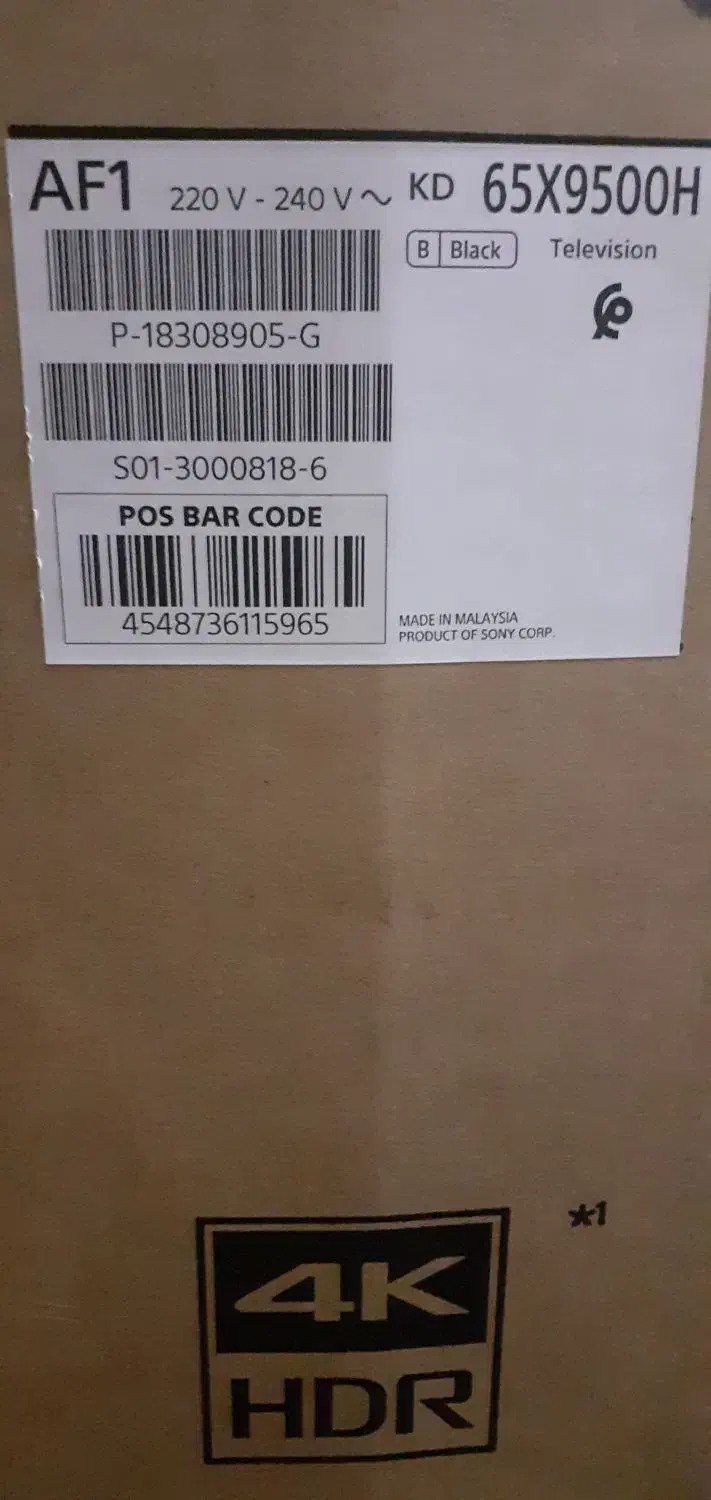 AF1 220 V - 240 V ~ KD 65X9500H
B Black Television
P-18308905-G
S01-3000818-6
POS BAR CODE
4548736115965
MADE IN MALAYSIA
PRODUCT OF SONY CORP.
*1
4K
HDR